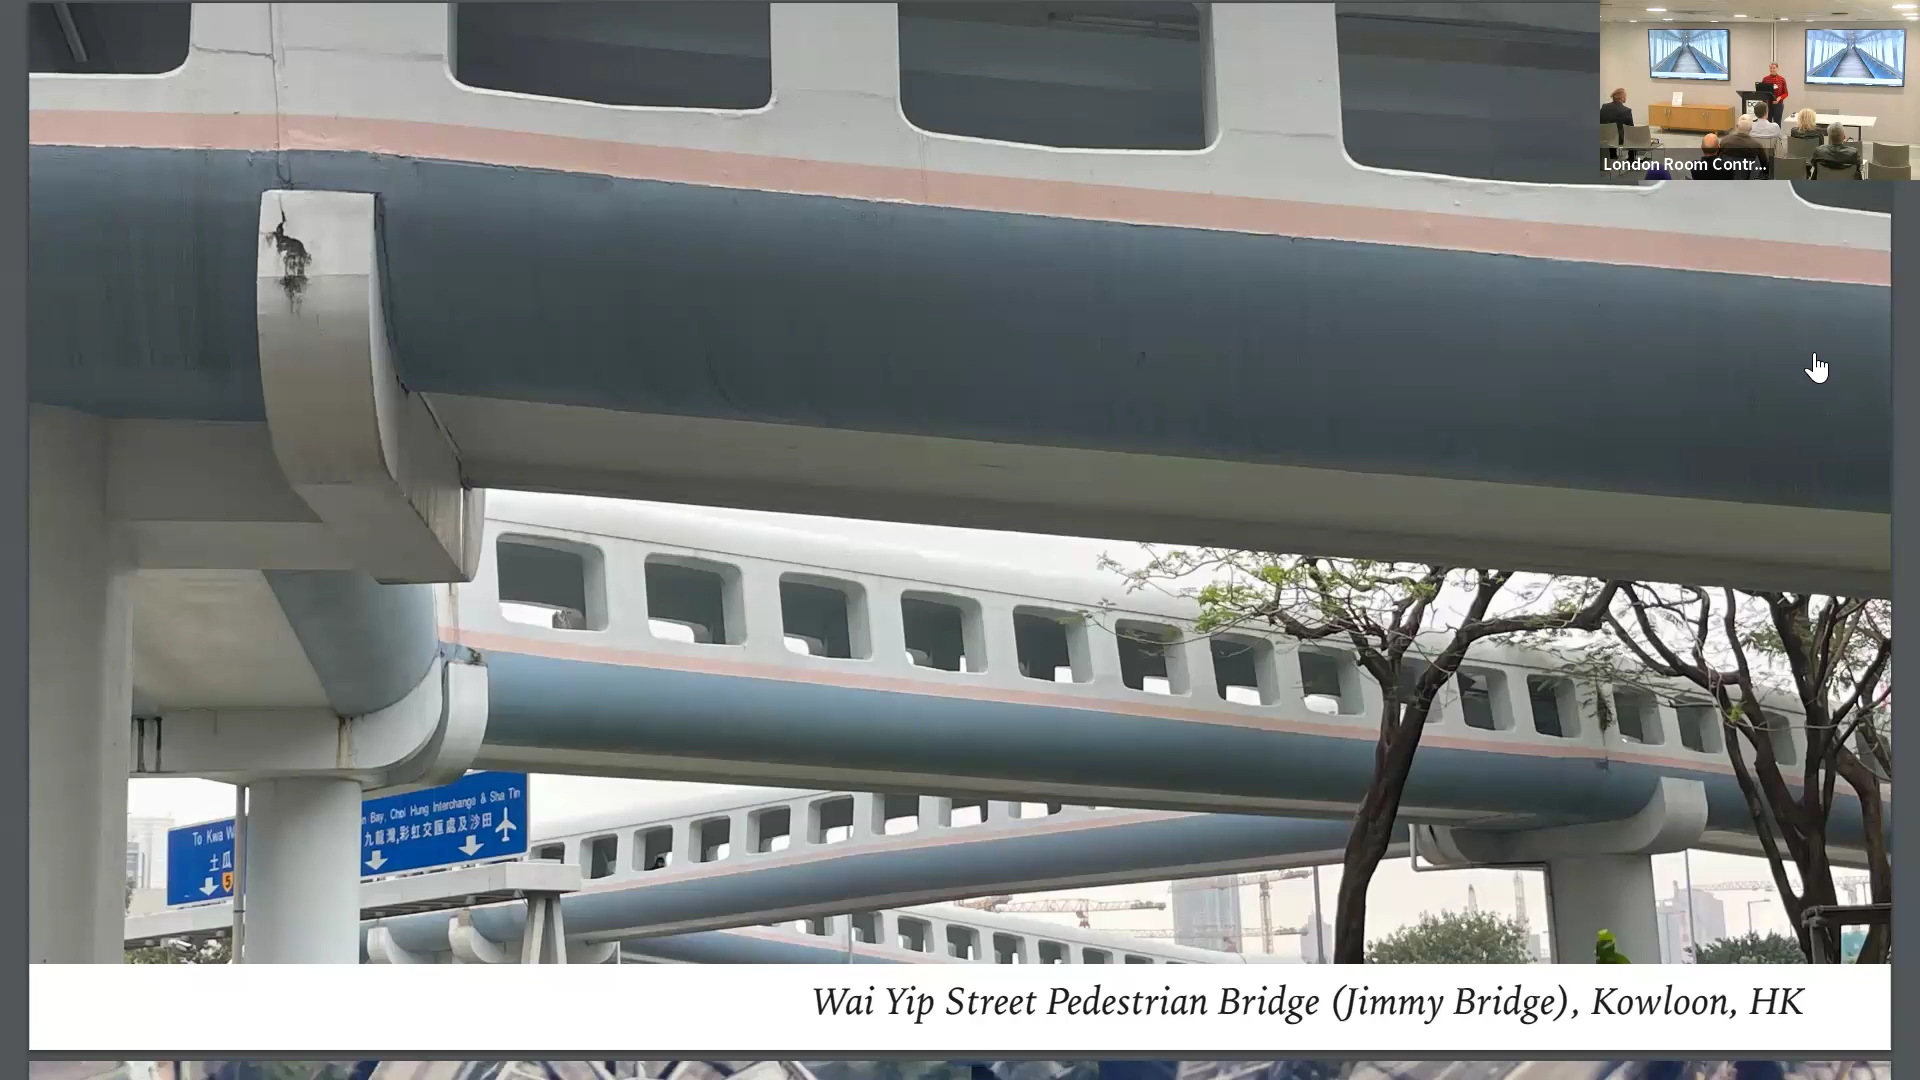 London Room Contr...
n Bay, Choi Hung Interchange & Sha Tin
九龍灣,彩虹交匯處及沙田
To Kwa W
土瓜
5
Wai Yip Street Pedestrian Bridge (Jimmy Bridge), Kowloon, HK